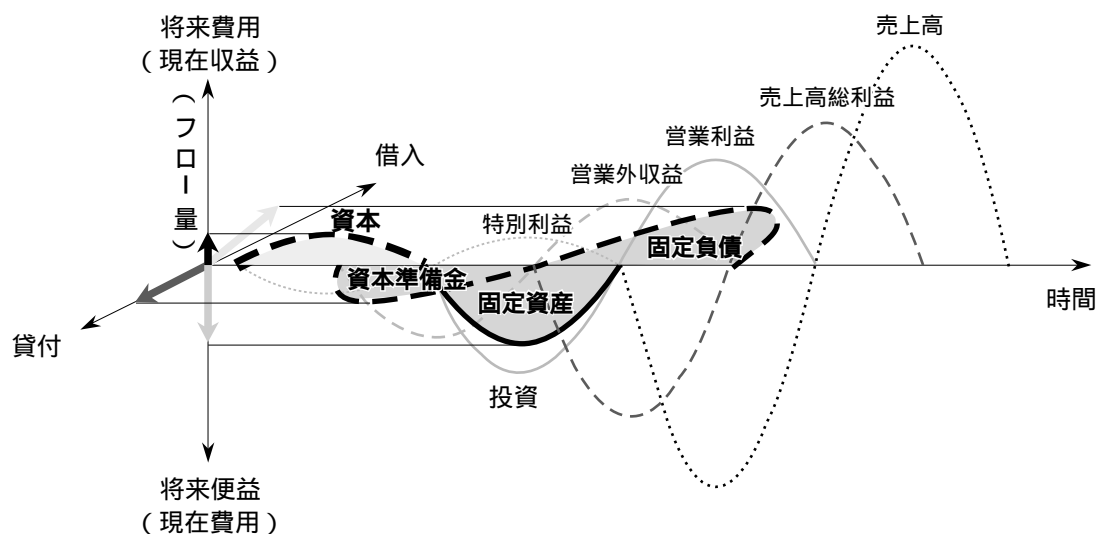 将来費用
（現在収益）
（フロー量）
売上高
売上高総利益
営業利益
借入
営業外収益
資本
特別利益
固定負債
資本準備金
固定資産
時間
貸付
投資
将来便益
（現在費用）